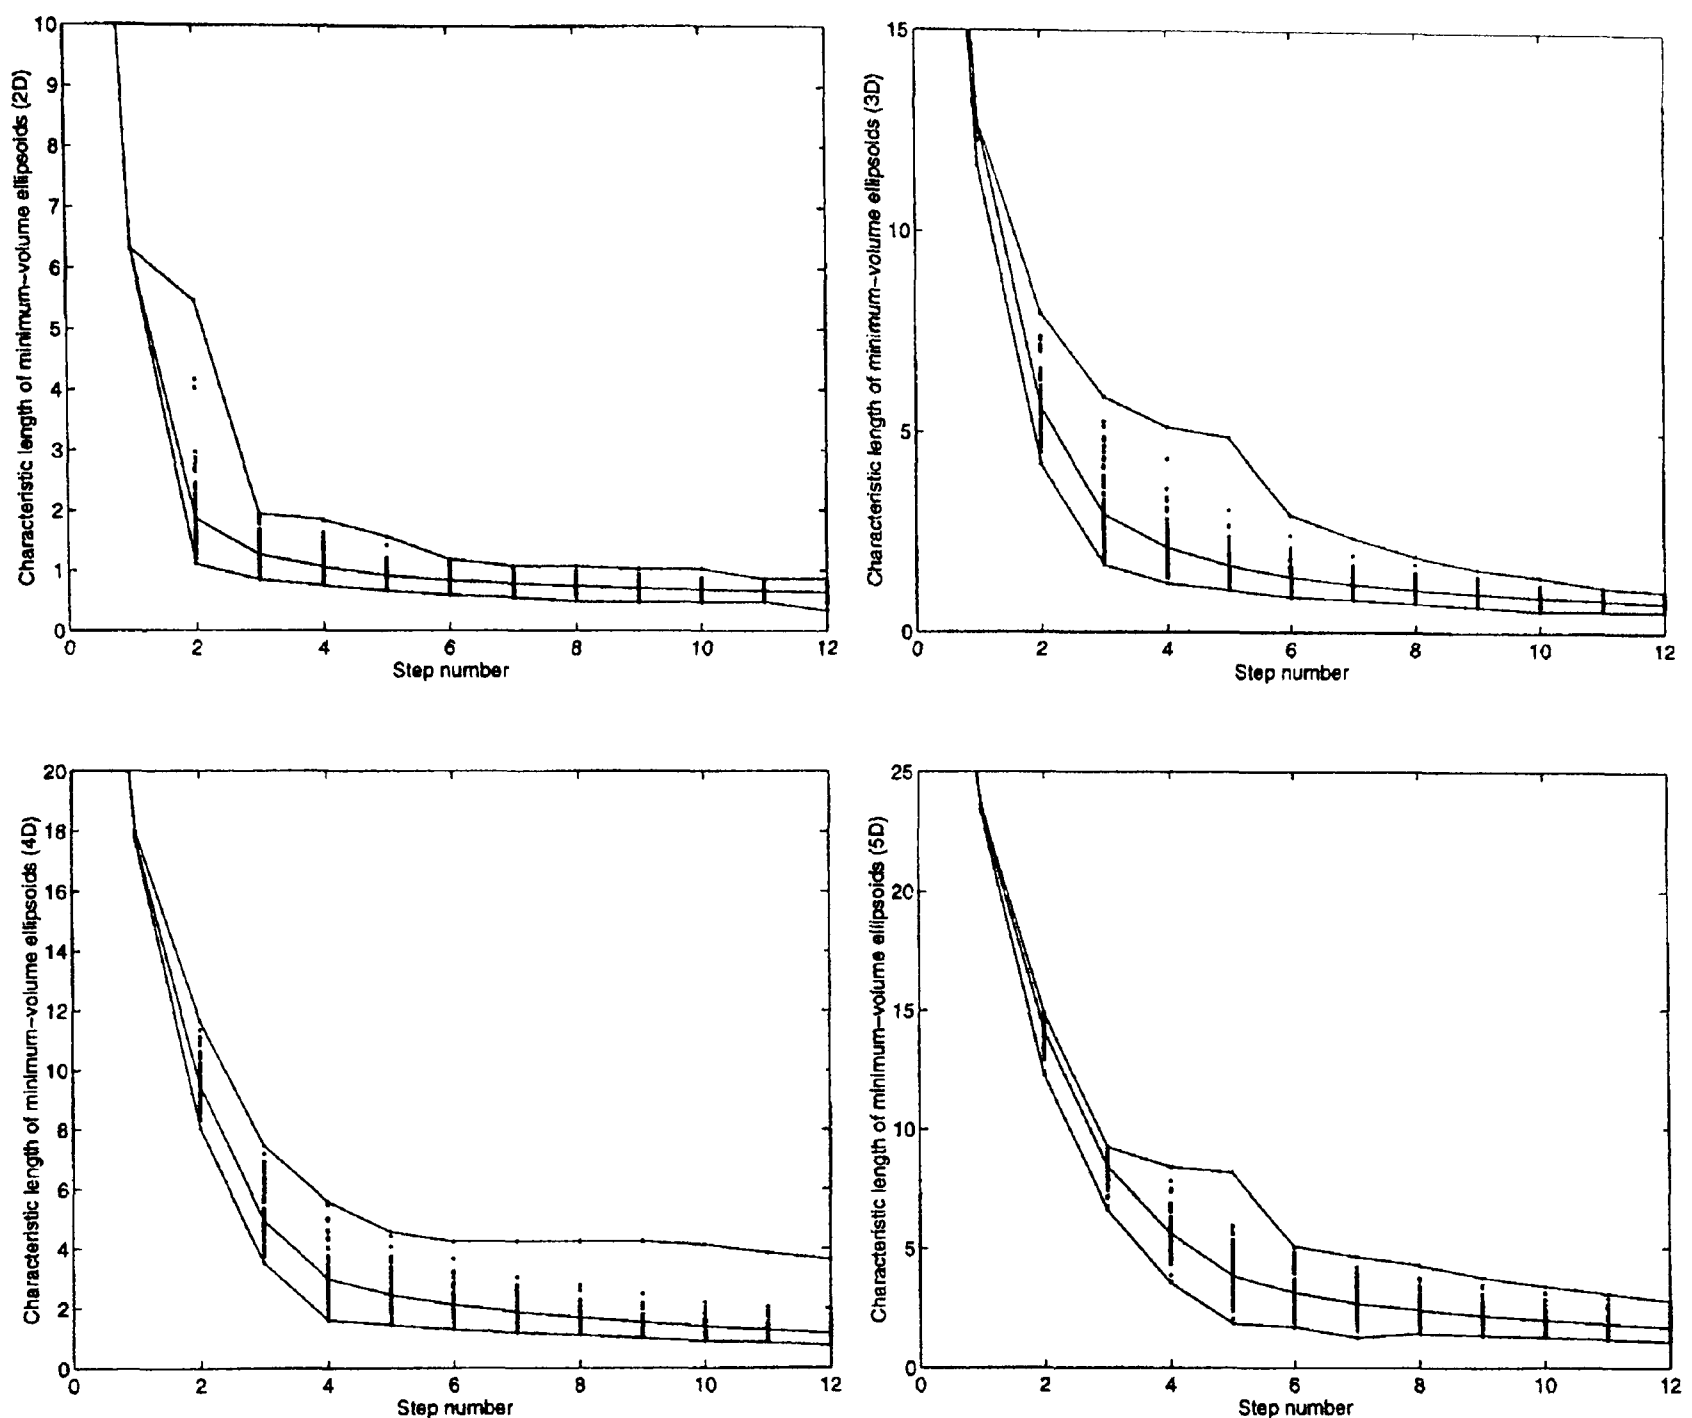 Characteristic length of minimum-volume ellipsoids (2D)
10
9
8
7
6
5
4
3
2
1
0
0 2 4 6 8 10 12
Step number
Characteristic length of minimum-volume ellipsoids (3D)
15
10
5
0
0 2 4 6 8 10 12
Step number
Characteristic length of minimum-volume ellipsoids (4D)
20
18
16
14
12
10
8
6
4
2
0
0 2 4 6 8 10 12
Step number
Characteristic length of minimum-volume ellipsoids (5D)
25
20
15
10
5
0
0 2 4 6 8 10 12
Step number